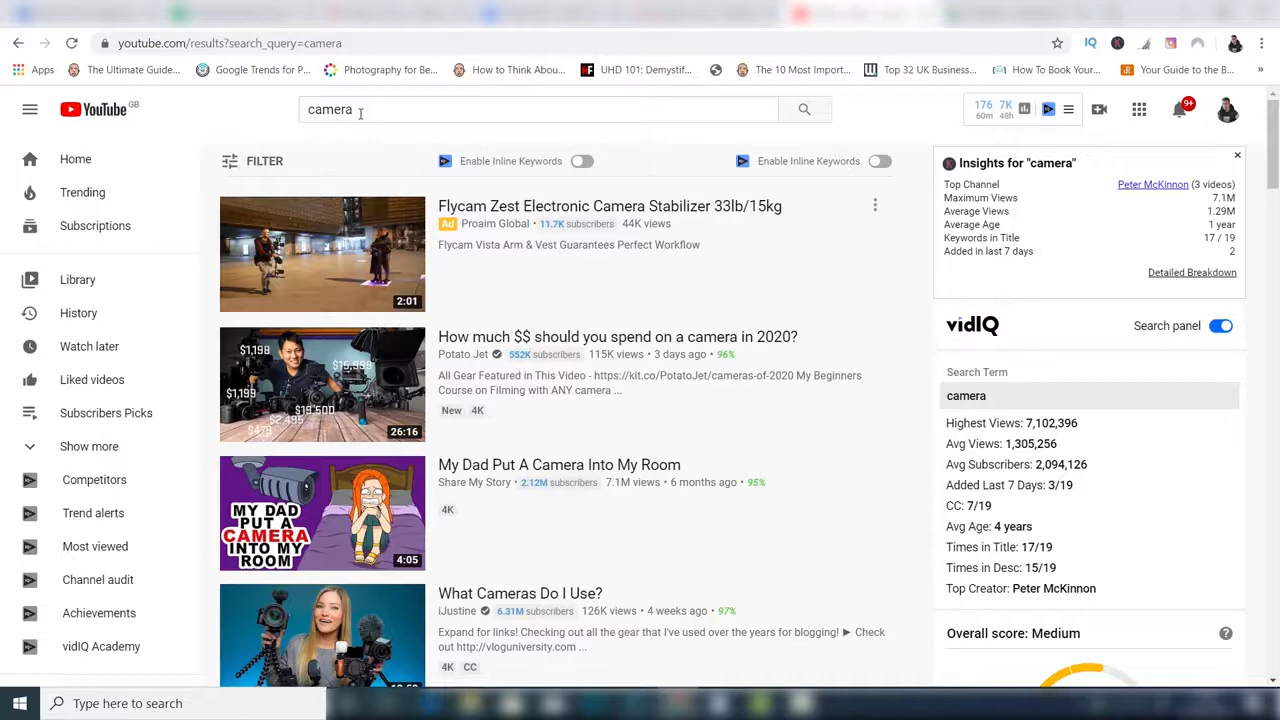 youtube.com/results?search_query=camera
IQ
K
Apps
The Ultimate Guide...
Google Trends for P...
Photography for Be...
How to Think Abou...
UHD 101: Demystif...
The 10 Most Import...
Top 32 UK Business...
How To Book Your...
Your Guide to the B...
»
YouTube GB
camera
176 7K
60m 48h
9+
Home
Trending
Subscriptions
Library
History
Watch later
Liked videos
Subscribers Picks
Show more
Competitors
Trend alerts
Most viewed
Channel audit
Achievements
vidIQ Academy
FILTER
Enable Inline Keywords
Enable Inline Keywords
2:01
Flycam Zest Electronic Camera Stabilizer 33lb/15kg
Ad Proaim Global • 11.7K subscribers 44K views
Flycam Vista Arm & Vest Guarantees Perfect Workflow
$1,198
$15,999
$1,199
$19,500
$2,495
$479
26:16
How much $$ should you spend on a camera in 2020?
Potato Jet 552K subscribers 115K views • 3 days ago • 96%
All Gear Featured in This Video - https://kit.co/PotatoJet/cameras-of-2020 My Beginners
Course on Filming with ANY camera ...
New 4K
MY DAD
PUT A
CAMERA
INTO MY
ROOM
4:05
My Dad Put A Camera Into My Room
Share My Story • 2.12M subscribers 7.1M views • 6 months ago • 95%
4K
What Cameras Do I Use?
iJustine 6.31M subscribers 126K views • 4 weeks ago • 97%
Expand for links! Checking out all the gear that I've used over the years for blogging! ► Check
out http://vloguniversity.com ...
4K CC
K Insights for "camera"
Top Channel Peter McKinnon (3 videos)
Maximum Views 7.1M
Average Views 1.29M
Average Age 1 year
Keywords in Title 17 / 19
Added in last 7 days 2
Detailed Breakdown
vidIQ Search panel
Search Term
camera
Highest Views: 7,102,396
Avg Views: 1,305,256
Avg Subscribers: 2,094,126
Added Last 7 Days: 3/19
CC: 7/19
Avg Age: 4 years
Times in Title: 17/19
Times in Desc: 15/19
Top Creator: Peter McKinnon
Overall score: Medium ?
Type here to search